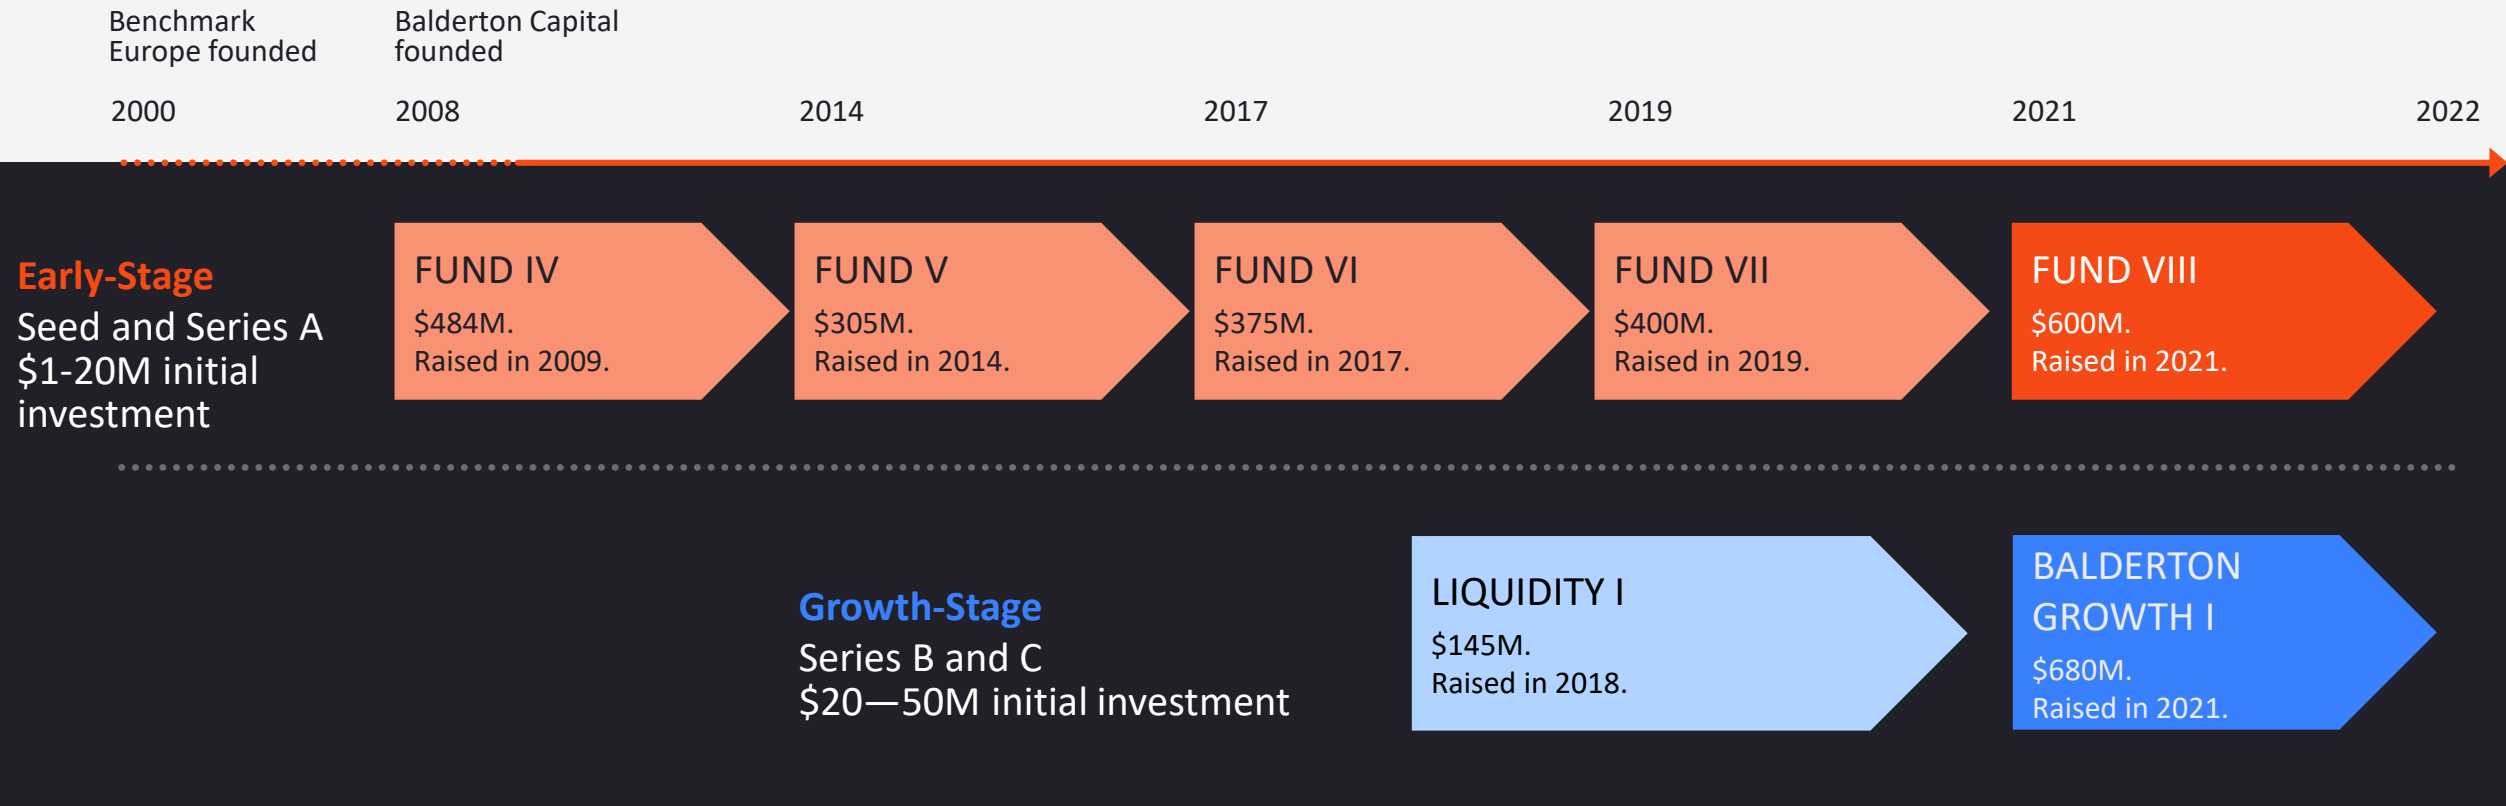 Benchmark
Europe founded
Balderton Capital
founded
2000
2008
2014
2017
2019
2021
2022
Early-Stage
Seed and Series A
$1-20M initial
investment
FUND IV
$484M.
Raised in 2009.
FUND V
$305M.
Raised in 2014.
FUND VI
$375M.
Raised in 2017.
FUND VII
$400M.
Raised in 2019.
FUND VIII
$600M.
Raised in 2021.
Growth-Stage
Series B and C
$20—50M initial investment
LIQUIDITY I
$145M.
Raised in 2018.
BALDERTON
GROWTH I
$680M.
Raised in 2021.